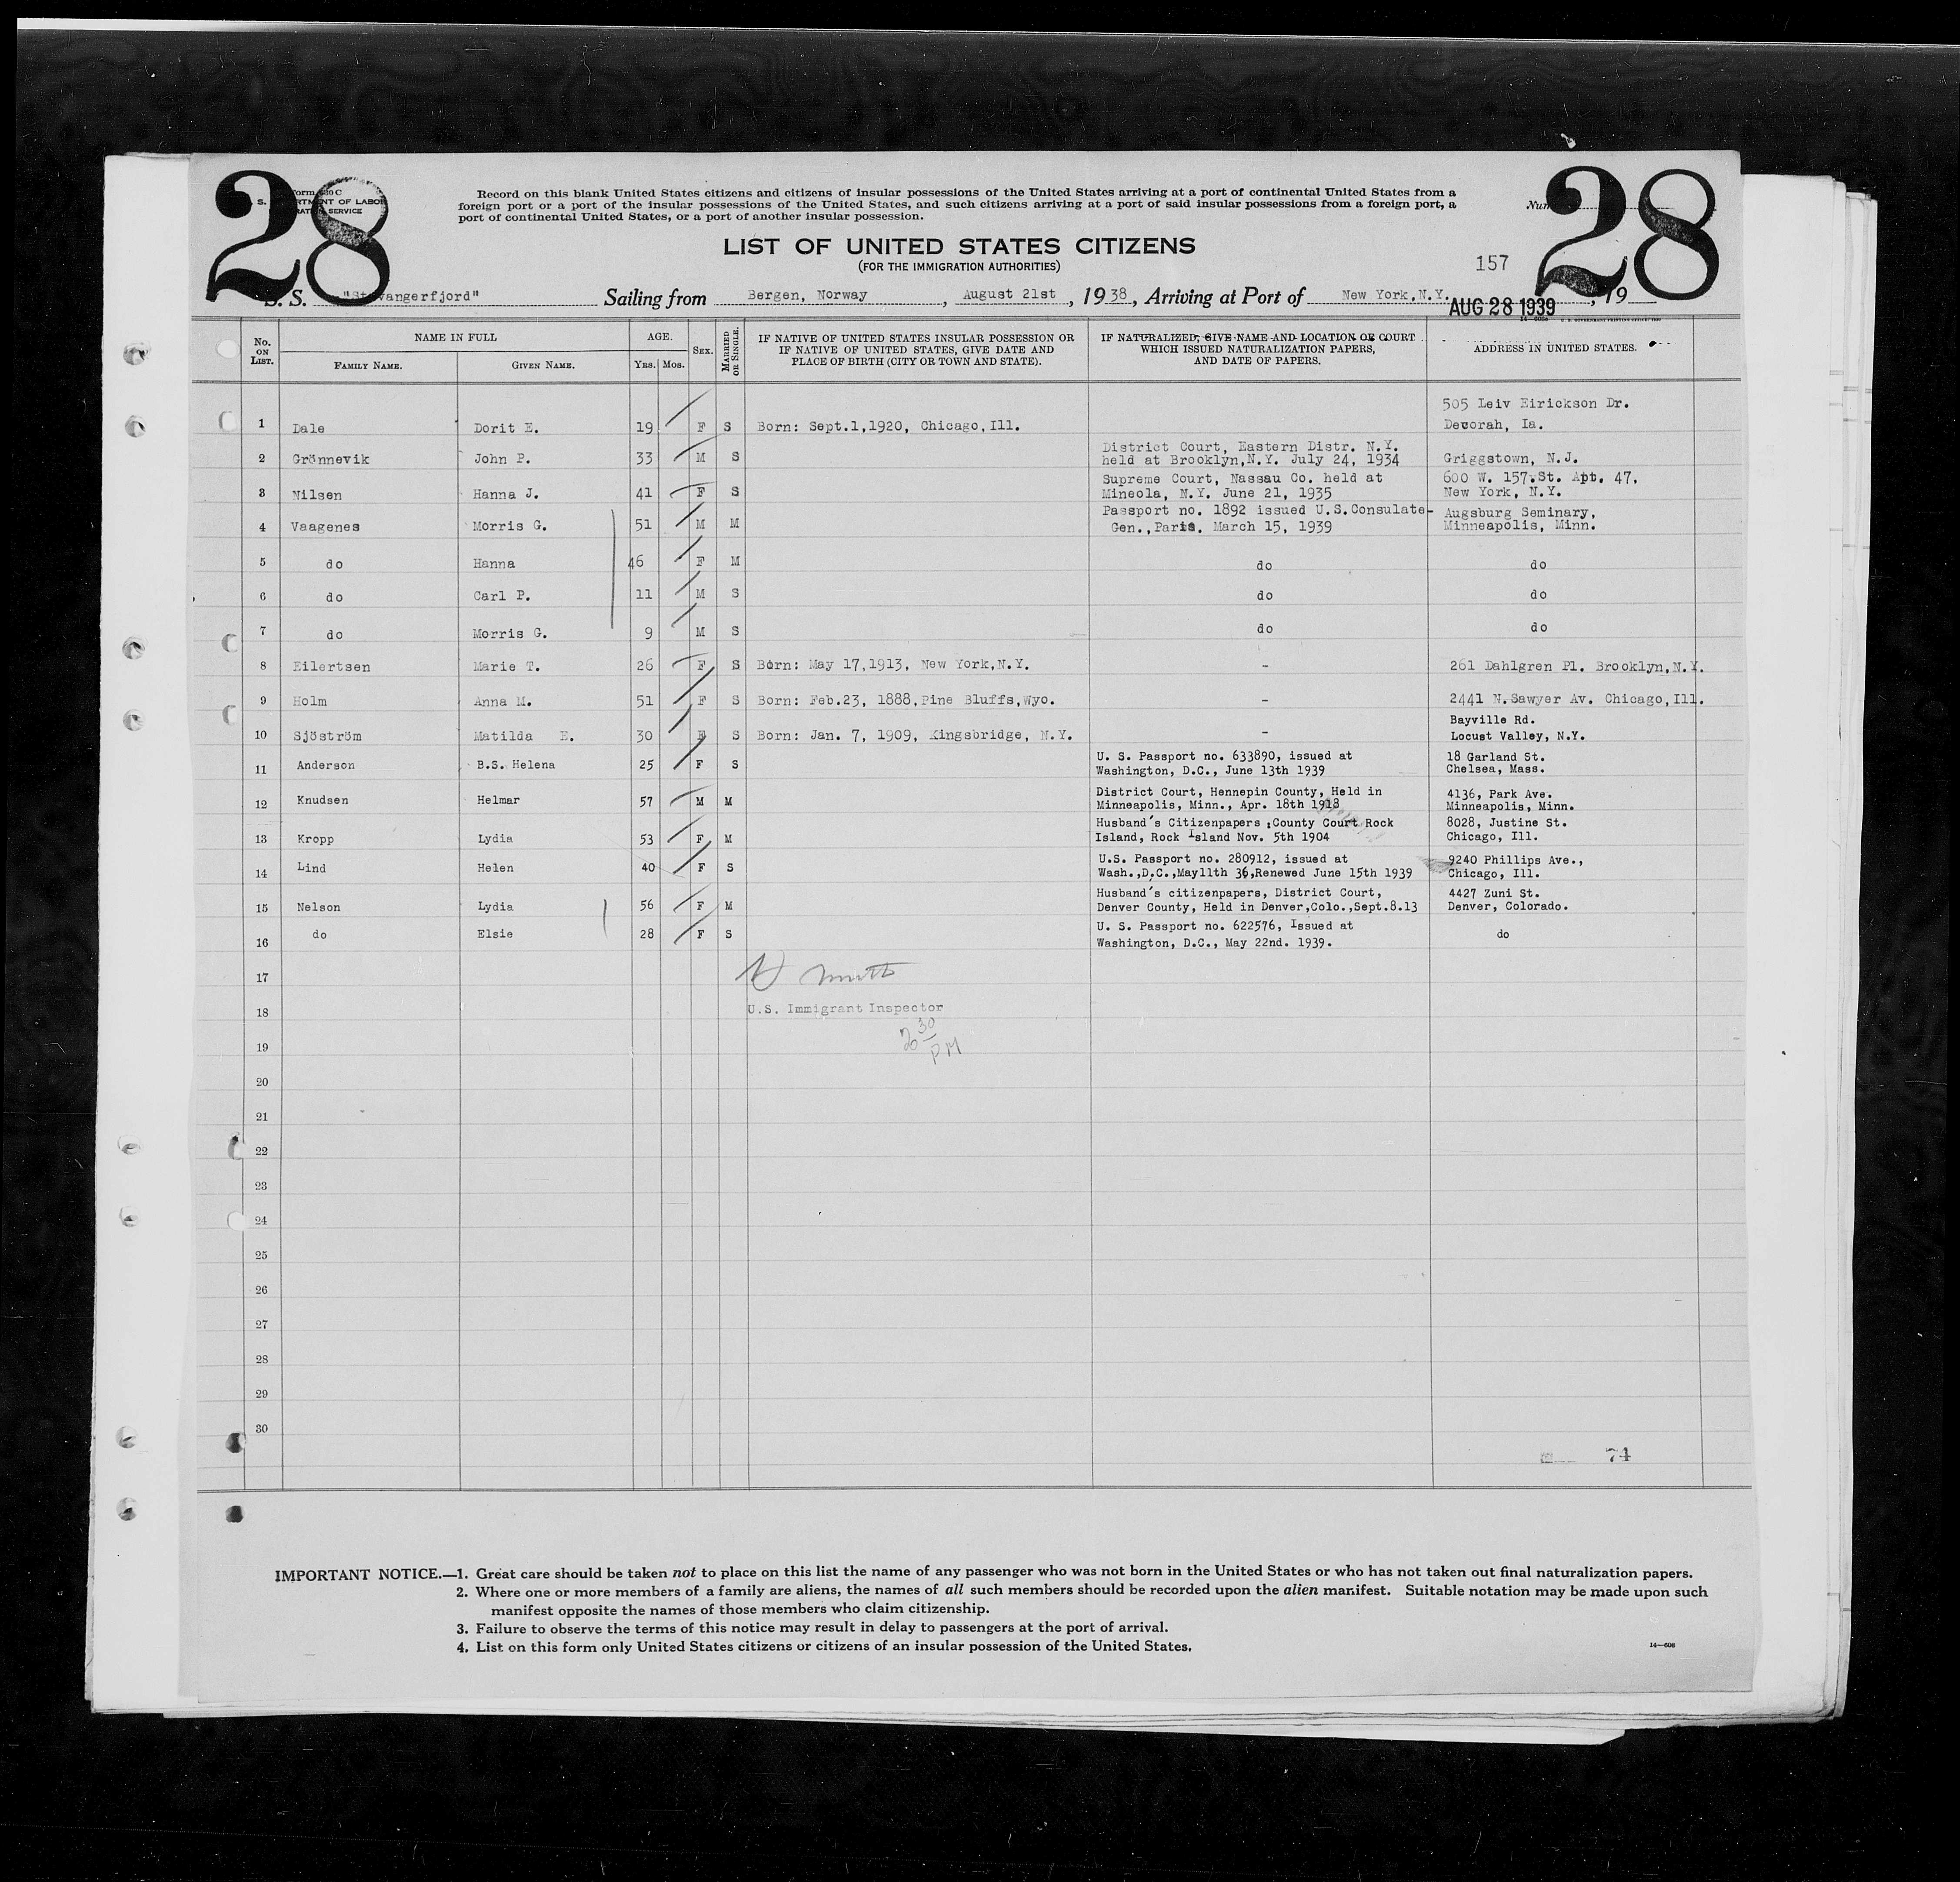 28
28
Form 630 C
S. DEPARTMENT OF LABOR
IMMIGRATION SERVICE
Record on this blank United States citizens and citizens of insular possessions of the United States arriving at a port of continental United States from a
foreign port or a port of the insular possessions of the United States, and such citizens arriving at a port of said insular possessions from a foreign port, a
port of continental United States, or a port of another insular possession.
LIST OF UNITED STATES CITIZENS
(FOR THE IMMIGRATION AUTHORITIES)
157
S. S. "Stavangerfjord" Sailing from Bergen, Norway, August 21st, 1938, Arriving at Port of New York, N.Y. AUG 28 1939, 19
No. ON LIST. NAME IN FULL FAMILY NAME. GIVEN NAME. AGE. YRS. MOS. SEX. MARRIED OR SINGLE. IF NATIVE OF UNITED STATES INSULAR POSSESSION OR IF NATIVE OF UNITED STATES, GIVE DATE AND PLACE OF BIRTH (CITY OR TOWN AND STATE). IF NATURALIZED, GIVE NAME AND LOCATION OF COURT WHICH ISSUED NATURALIZATION PAPERS, AND DATE OF PAPERS. ADDRESS IN UNITED STATES.
505 Leiv Eirickson Dr.
1 Dale Dorit E. 19 F S Born: Sept.1,1920, Chicago,Ill. Decorah, Ia.
District Court, Eastern Distr. N.Y.
2 Grönnevik John P. 33 M S held at Brooklyn,N.Y. July 24, 1934 Griggstown, N.J.
Supreme Court, Nassau Co. held at 600 W. 157.St. Apt. 47.
3 Nilsen Hanna J. 41 F S Mineola, N.Y. June 21, 1935 New York, N.Y.
Passport no. 1892 issued U.S.Consulate- Augsburg Seminary,
4 Vaagenes Morris G. 51 M M Gen.,Paris. March 15, 1939 Minneapolis, Minn.
5 do Hanna 46 F M do do
6 do Carl P. 11 M S do do
7 do Morris G. 9 M S do do
8 Eilertsen Marie T. 26 F S Born: May 17,1913, New York,N.Y. - 261 Dahlgren Pl. Brooklyn,N.Y.
9 Holm Anna M. 51 F S Born: Feb.23, 1888,Pine Bluffs,Wyo. - 2441 N.Sawyer Av. Chicago,Ill.
Bayville Rd.
10 Sjöström Matilda E. 30 F S Born: Jan. 7, 1909, Kingsbridge, N.Y. - Locust Valley, N.Y.
U. S. Passport no. 633890, issued at 18 Garland St.
11 Anderson B.S. Helena 25 F S Washington, D.C., June 13th 1939 Chelsea, Mass.
District Court, Hennepin County, Held in 4136, Park Ave.
12 Knudsen Helmar 57 M M Minneapolis, Minn., Apr. 18th 1918 Minneapolis, Minn.
Husband's Citizenpapers ;County Court Rock 8028, Justine St.
13 Kropp Lydia 53 F M Island, Rock Island Nov. 5th 1904 Chicago, Ill.
U.S. Passport no. 280912, issued at 9240 Phillips Ave.,
14 Lind Helen 40 F S Wash.,D.C.,May11th 36,Renewed June 15th 1939 Chicago, Ill.
Husband's citizenpapers, District Court, 4427 Zuni St.
15 Nelson Lydia 56 F M Denver County, Held in Denver,Colo.,Sept.8.13 Denver, Colorado.
U. S. Passport no. 622576, Issued at
16 do Elsie 28 F S Washington, D.C., May 22nd. 1939. do
17
18 U.S. Immigrant Inspector
19 2 30 PM
20
21
22
23
24
25
26
27
28
29
30
74
IMPORTANT NOTICE.—1. Great care should be taken not to place on this list the name of any passenger who was not born in the United States or who has not taken out final naturalization papers.
2. Where one or more members of a family are aliens, the names of all such members should be recorded upon the alien manifest. Suitable notation may be made upon such
manifest opposite the names of those members who claim citizenship.
3. Failure to observe the terms of this notice may result in delay to passengers at the port of arrival.
4. List on this form only United States citizens or citizens of an insular possession of the United States.
14—608